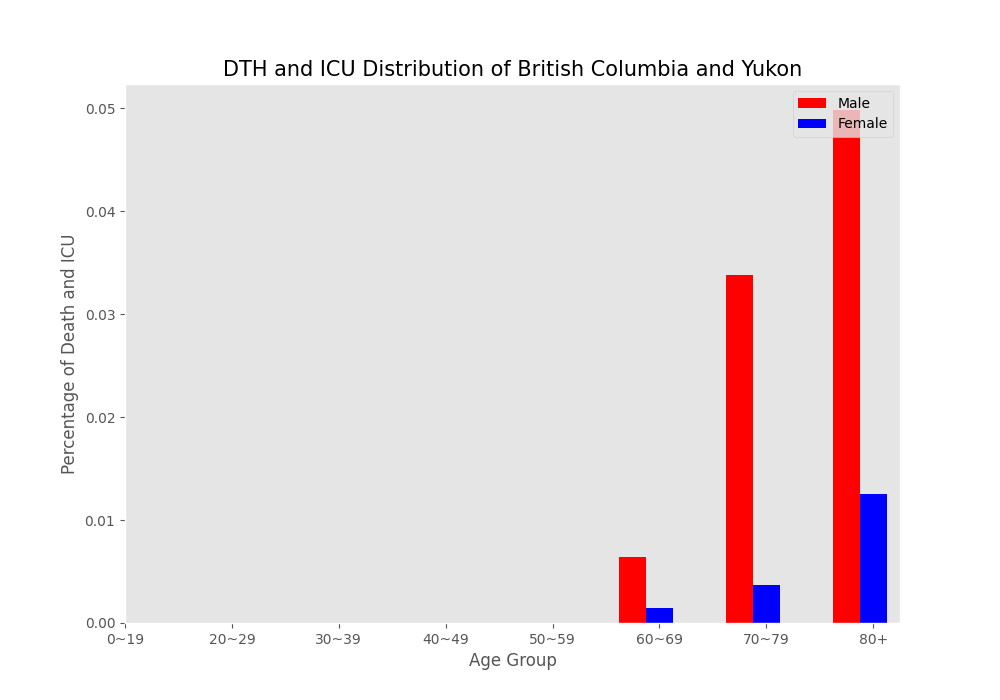 DTH and ICU Distribution of British Columbia and Yukon
Male
Female
Percentage of Death and ICU
0.05
0.04
0.03
0.02
0.01
0.00
0~19 20~29 30~39 40~49 50~59 60~69 70~79 80+
Age Group